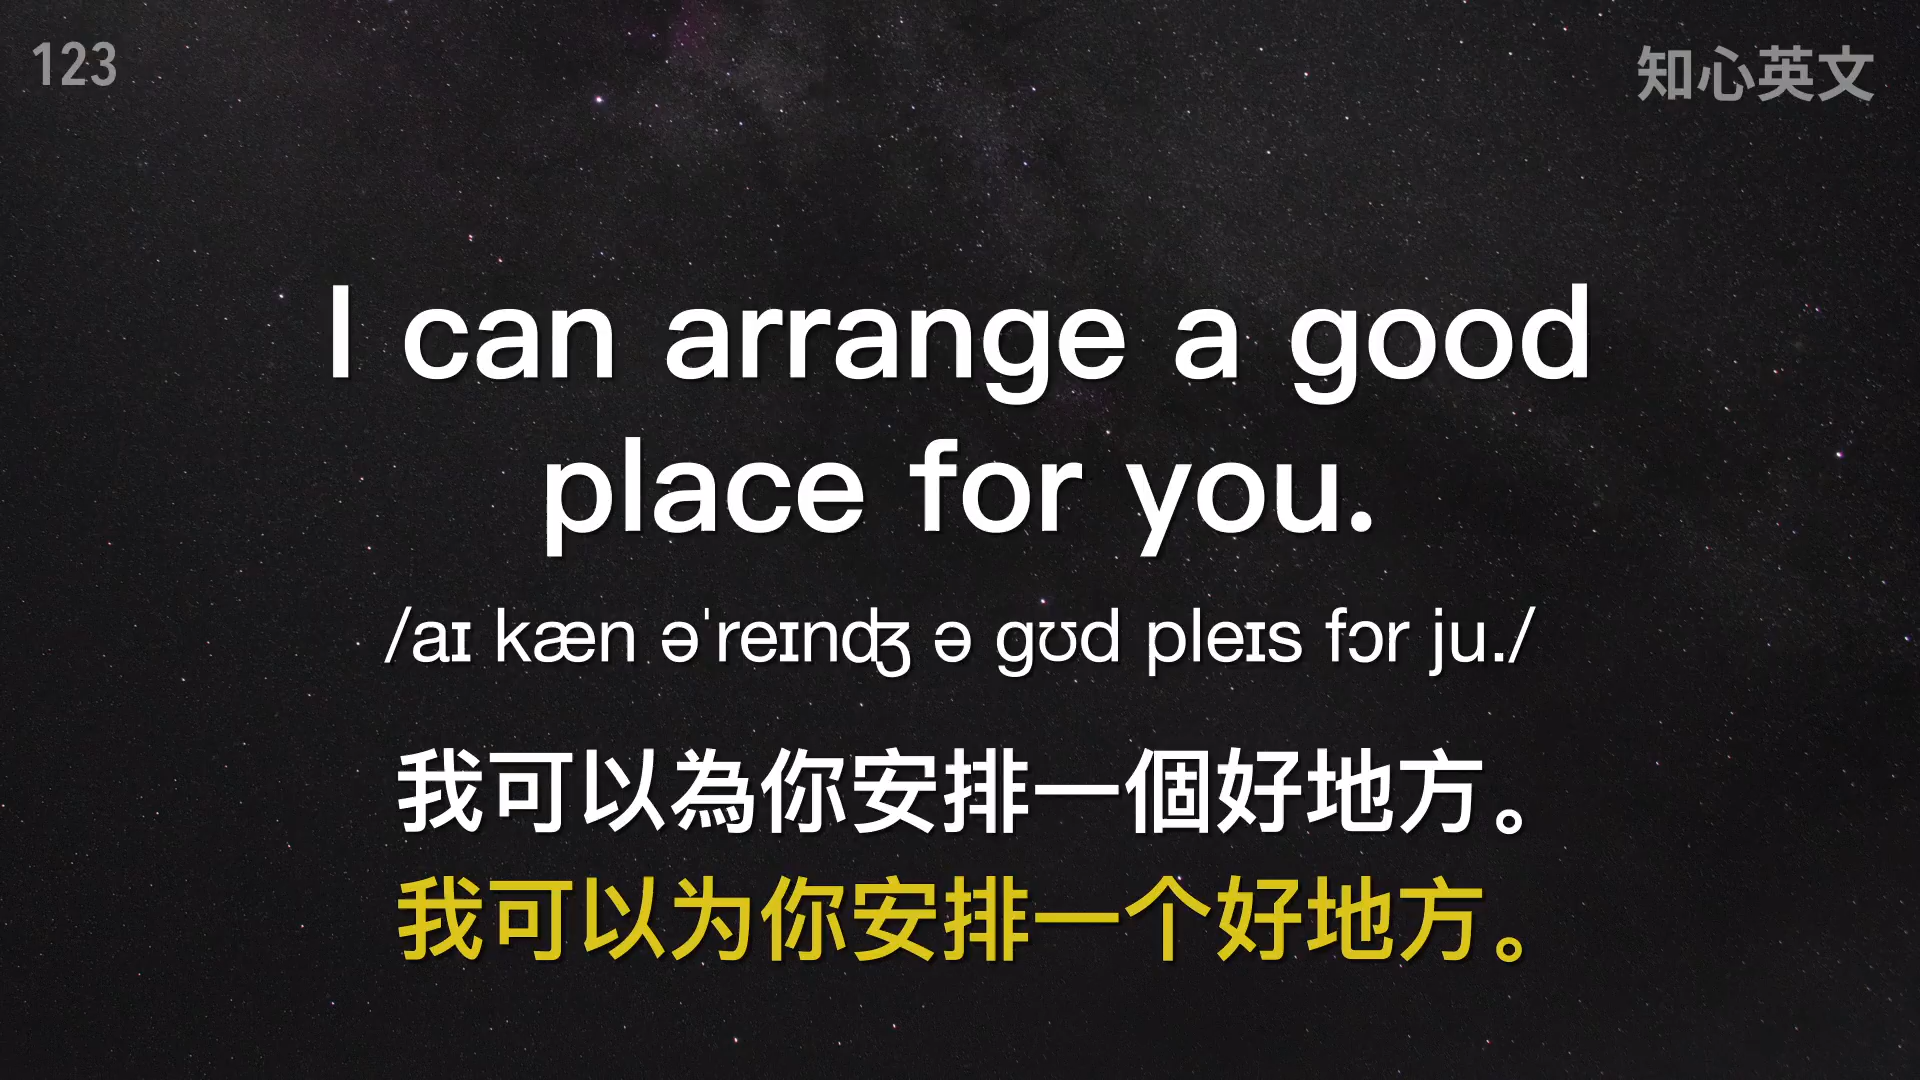 123
知心英文
I can arrange a good
place for you.
/aɪ kæn əˈreɪnʤ ə gʊd pleɪs fɔr ju./
我可以為你安排一個好地方。
我可以为你安排一个好地方。